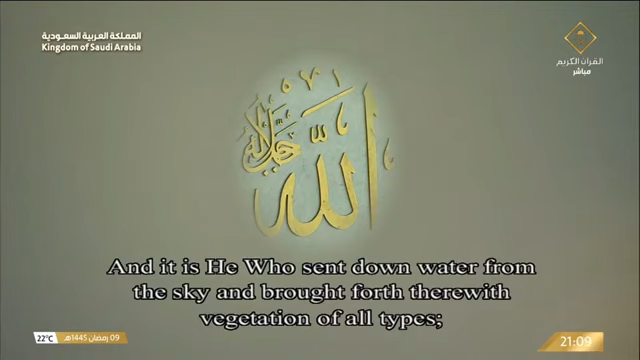 المملكة العربية السعودية
Kingdom of Saudi Arabia
القرآن الكريم
مباشر
الله
جل جلاله
And it is He Who sent down water from
the sky and brought forth therewith
vegetation of all types;
22°C
09 رمضان 1445هـ
21:09